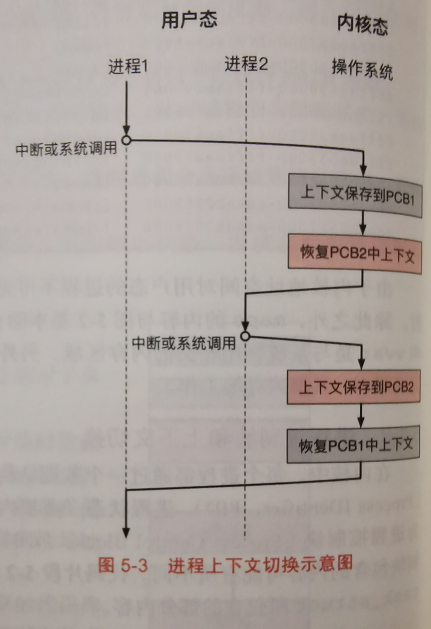 用户态 内核态
进程1 进程2 操作系统
中断或系统调用
上下文保存到PCB1
恢复PCB2中上下文
中断或系统调用
上下文保存到PCB2
恢复PCB1中上下文
图 5-3 进程上下文切换示意图